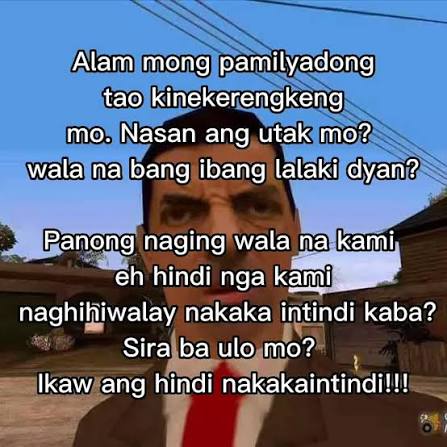 Alam mong pamilyadong
tao kinekerengkeng
mo. Nasan ang utak mo?
wala na bang ibang lalaki dyan?
Panong naging wala na kami
eh hindi nga kami
naghihiwalay nakaka intindi kaba?
Sira ba ulo mo?
Ikaw ang hindi nakakaintindi!!!